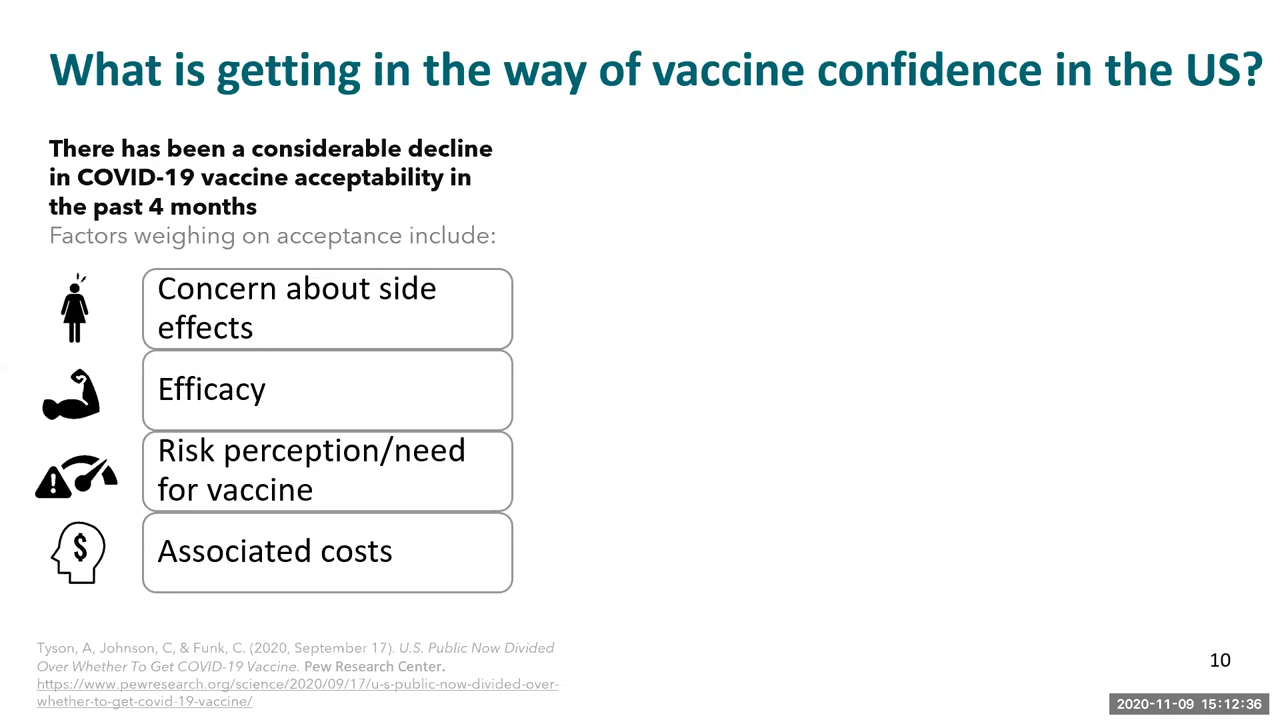 What is getting in the way of vaccine confidence in the US?
There has been a considerable decline
in COVID-19 vaccine acceptability in
the past 4 months
Factors weighing on acceptance include:
Concern about side
effects
Efficacy
Risk perception/need
for vaccine
$
Associated costs
Tyson, A, Johnson, C, & Funk, C. (2020, September 17). U.S. Public Now Divided
Over Whether To Get COVID-19 Vaccine. Pew Research Center.
https://www.pewresearch.org/science/2020/09/17/u-s-public-now-divided-over-
whether-to-get-covid-19-vaccine/
10
2020-11-09 15:12:36